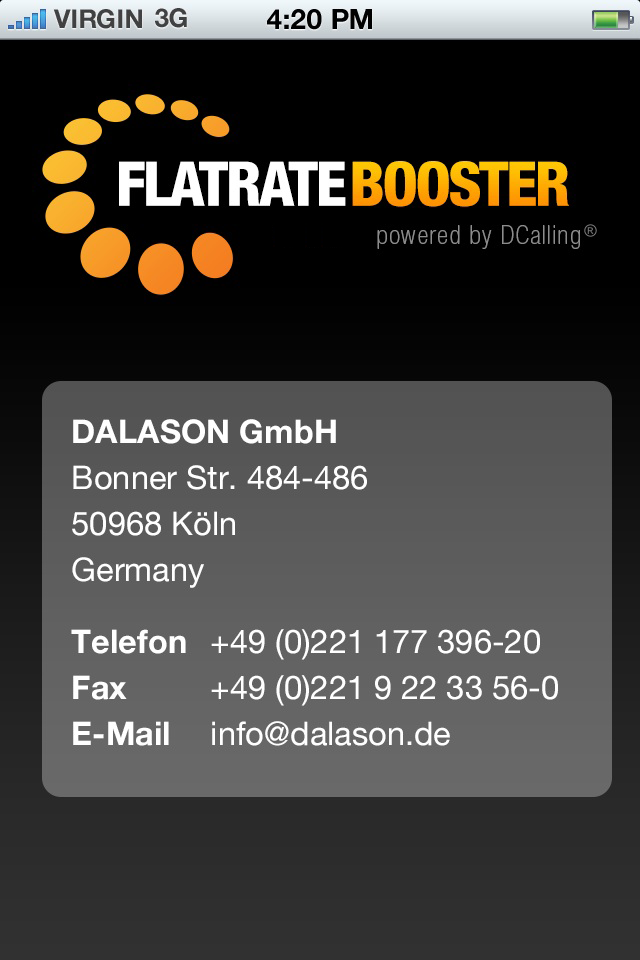 VIRGIN 3G 4:20 PM
FLATRATEBOOSTER
powered by DCalling®
DALASON GmbH
Bonner Str. 484-486
50968 Köln
Germany
Telefon +49 (0)221 177 396-20
Fax +49 (0)221 9 22 33 56-0
E-Mail info@dalason.de